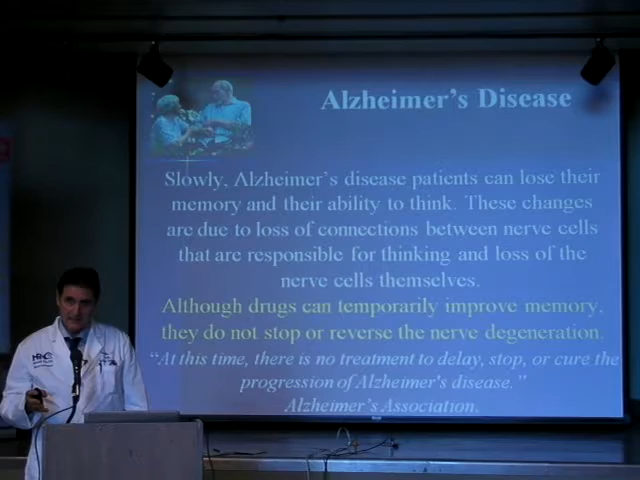 Alzheimer's Disease
Slowly, Alzheimer's disease patients can lose their
memory and their ability to think. These changes
are due to loss of connections between nerve cells
that are responsible for thinking and loss of the
nerve cells themselves.
Although drugs can temporarily improve memory,
they do not stop or reverse the nerve degeneration.
"At this time, there is no treatment to delay, stop, or cure the
progression of Alzheimer's disease."
Alzheimer's Association.